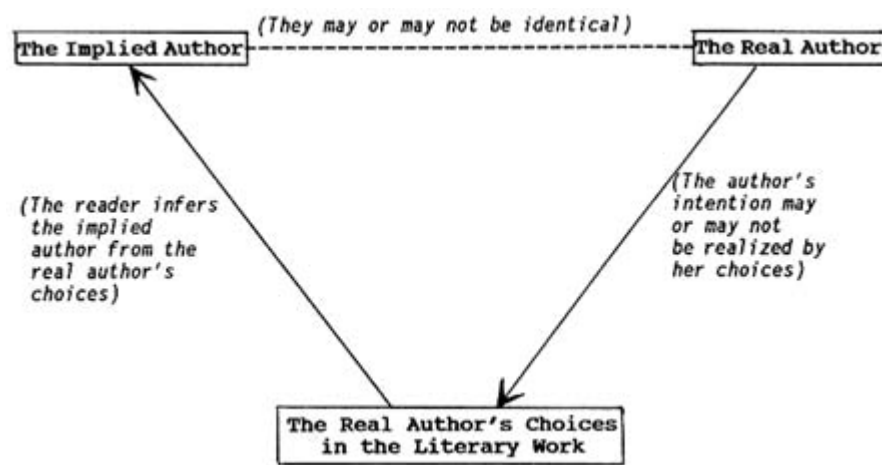 (They may or may not be identical)
The Implied Author
The Real Author
(The reader infers
the implied
author from the
real author's
choices)
(The author's
intention may
or may not
be realized by
her choices)
The Real Author's Choices
in the Literary Work